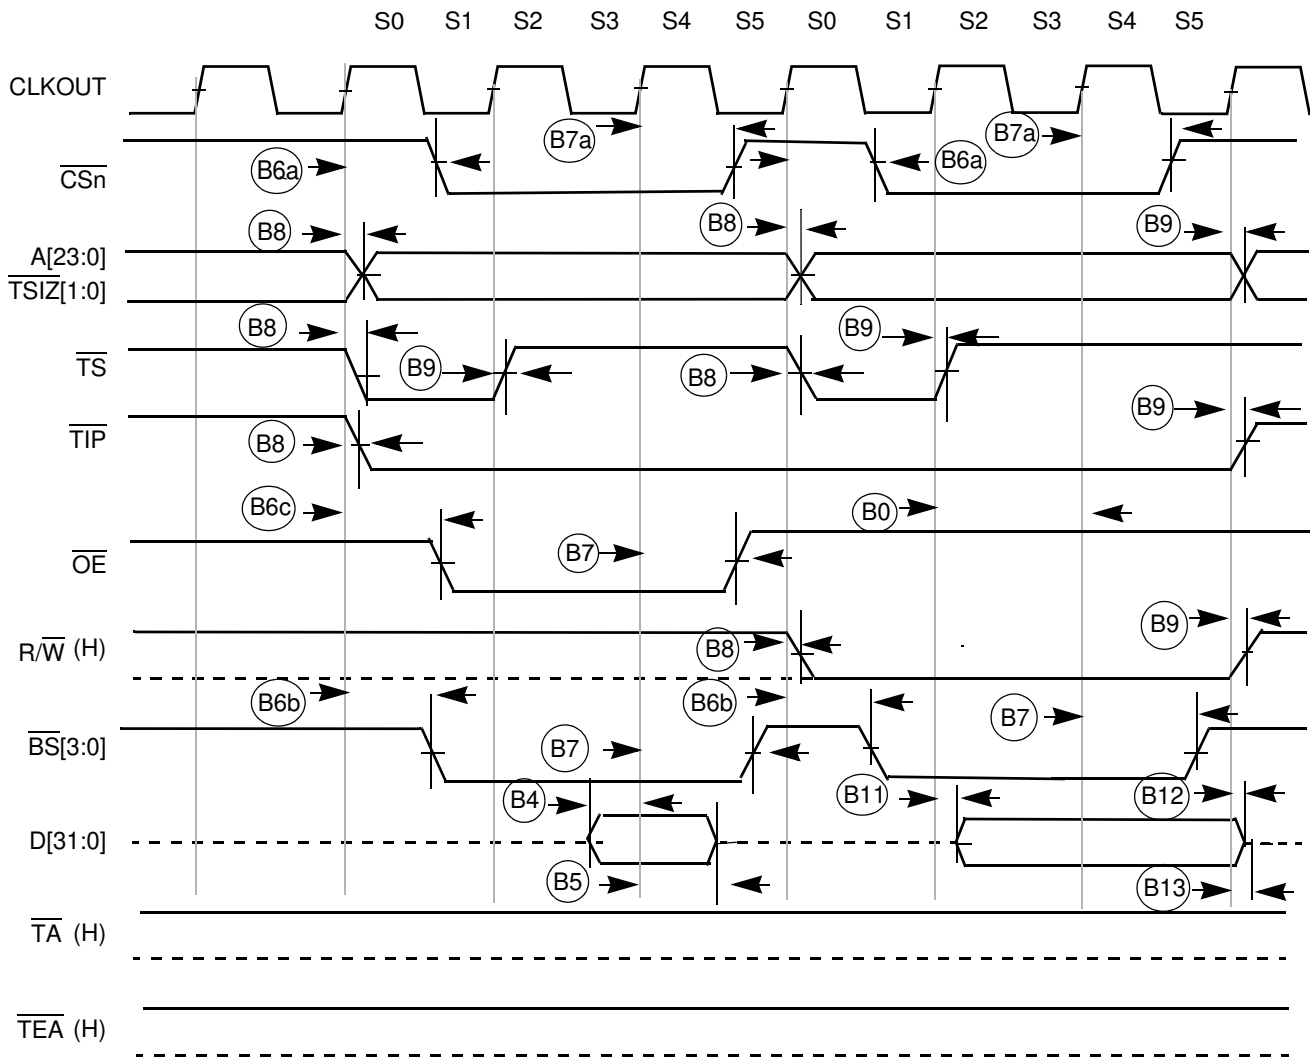 S0 S1 S2 S3 S4 S5 S0 S1 S2 S3 S4 S5
CLKOUT
B7a B7a
B6a B6a
CSn
B8 B8 B9
A[23:0]
TSIZ[1:0]
B8 B9
TS
B9 B8
B9
TIP
B8
B6c B0
B7
OE
B9
R/W (H)
B8
B6b B6b
B7
BS[3:0]
B7
B4 B11 B12
D[31:0]
B5 B13
TA (H)
TEA (H)